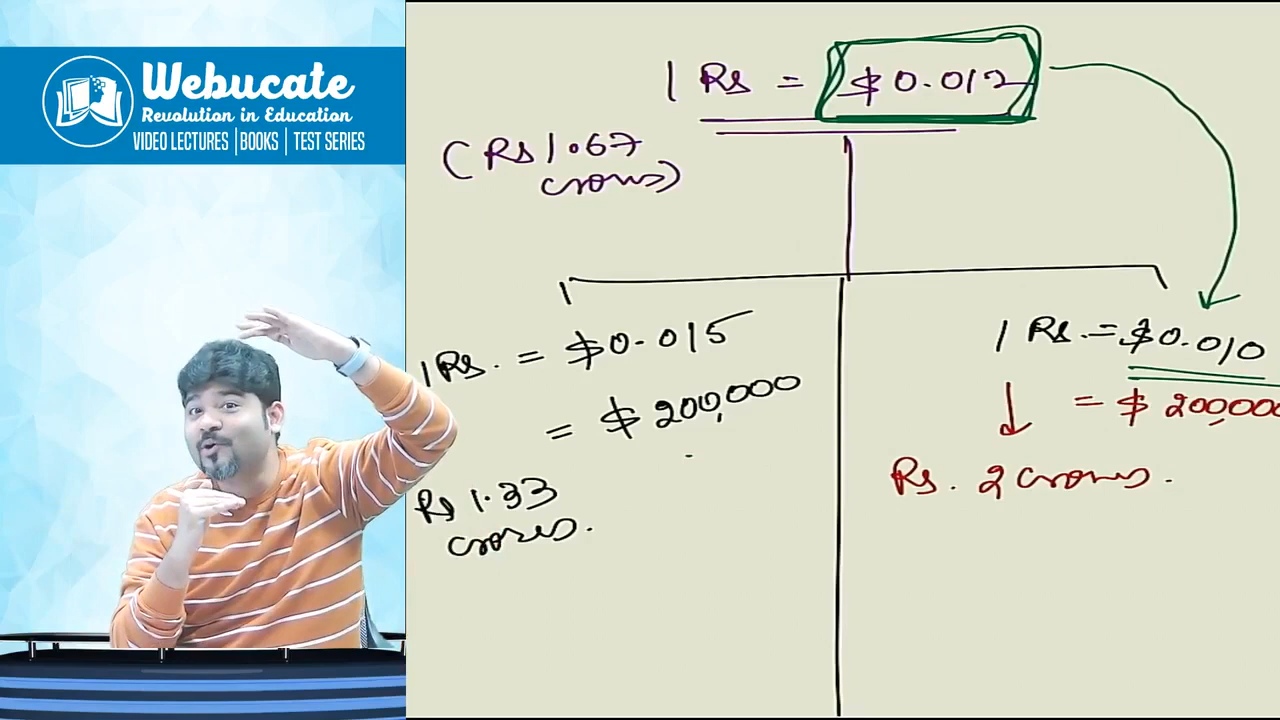 Webucate
Revolution in Education
VIDEO LECTURES | BOOKS | TEST SERIES
1 Rs = $0.012
(Rs 1.67
crores)
1 Rs. = $0.015
= $200,000
Rs 1.33
crores.
1 Rs. = $0.010
= $200,000
Rs. 2 crores.